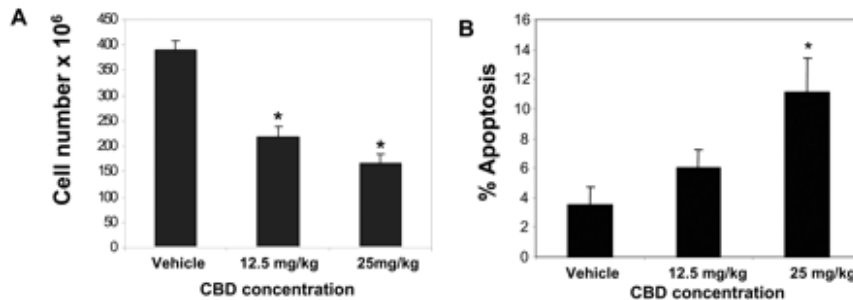 A
Cell number x 10⁶
450
400
350
300
250
200
150
100
50
0
*
*
Vehicle 12.5 mg/kg 25mg/kg
CBD concentration
B
% Apoptosis
16
14
12
10
8
6
4
2
0
*
Vehicle 12.5 mg/kg 25 mg/kg
CBD concentration